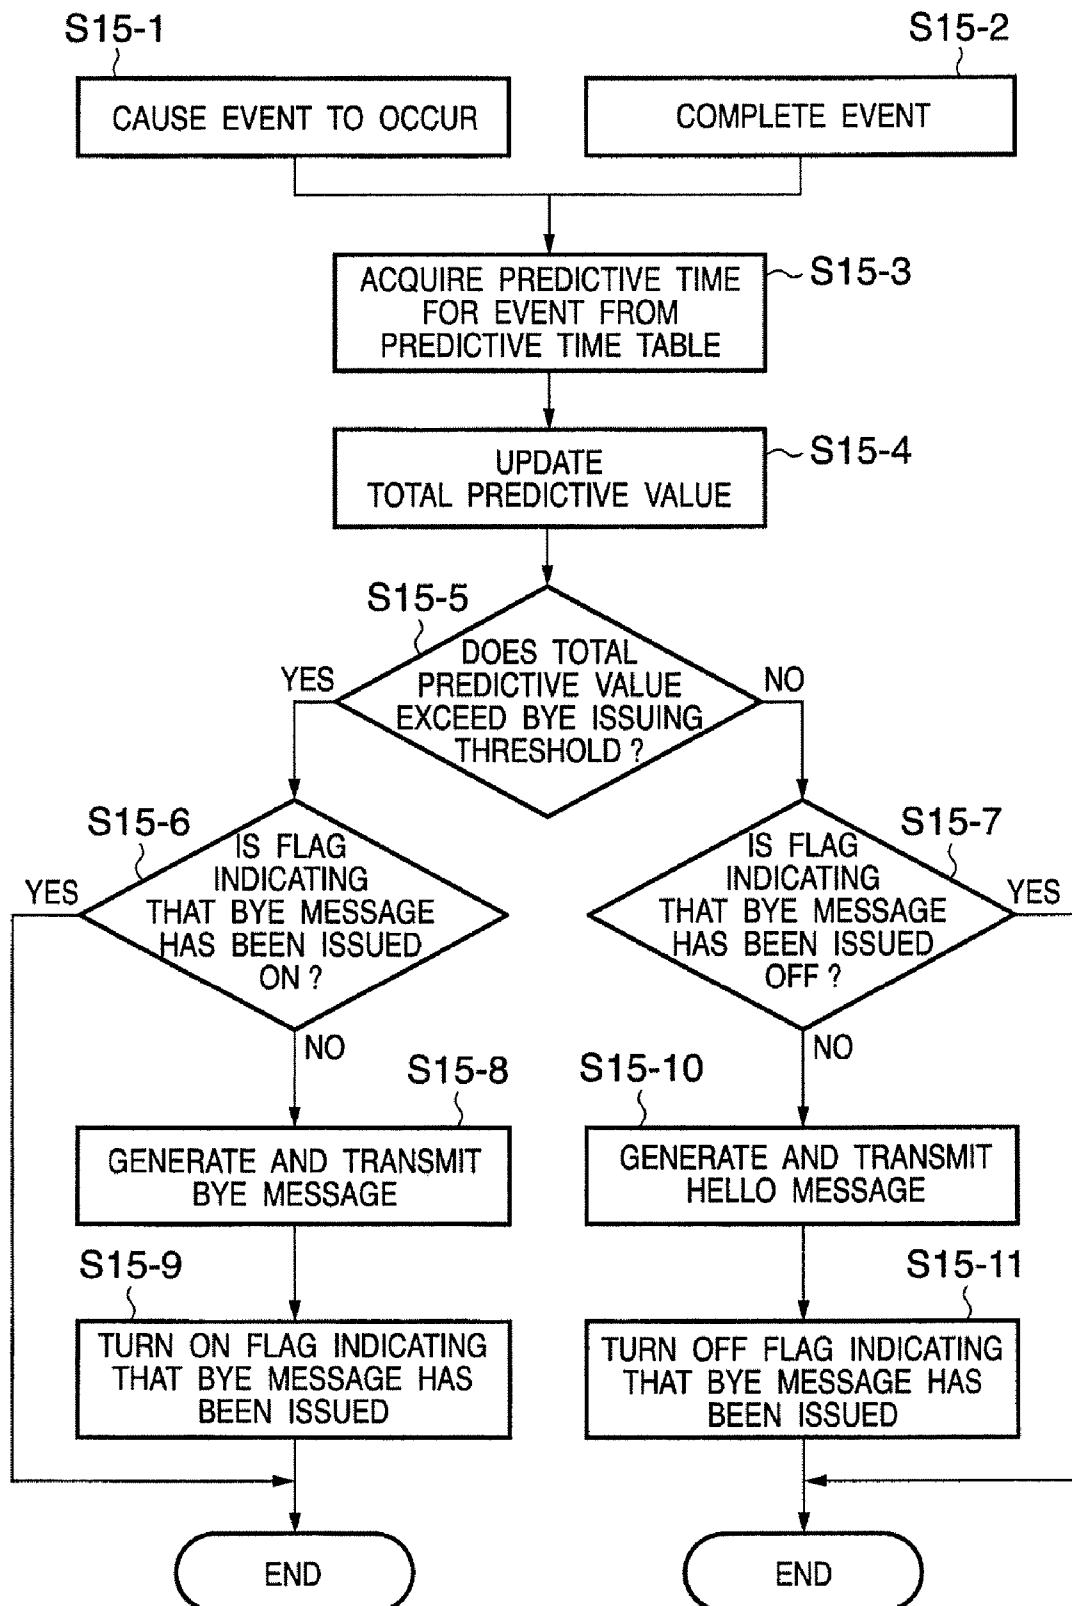 S15-1
S15-2
CAUSE EVENT TO OCCUR
COMPLETE EVENT
S15-3
ACQUIRE PREDICTIVE TIME
FOR EVENT FROM
PREDICTIVE TIME TABLE
S15-4
UPDATE
TOTAL PREDICTIVE VALUE
S15-5
DOES TOTAL
PREDICTIVE VALUE
EXCEED BYE ISSUING
THRESHOLD ?
YES
NO
S15-6
IS FLAG
INDICATING
THAT BYE MESSAGE
HAS BEEN ISSUED
ON ?
YES
NO
S15-7
IS FLAG
INDICATING
THAT BYE MESSAGE
HAS BEEN ISSUED
OFF ?
YES
NO
S15-8
GENERATE AND TRANSMIT
BYE MESSAGE
S15-10
GENERATE AND TRANSMIT
HELLO MESSAGE
S15-9
TURN ON FLAG INDICATING
THAT BYE MESSAGE HAS
BEEN ISSUED
S15-11
TURN OFF FLAG INDICATING
THAT BYE MESSAGE HAS
BEEN ISSUED
END
END